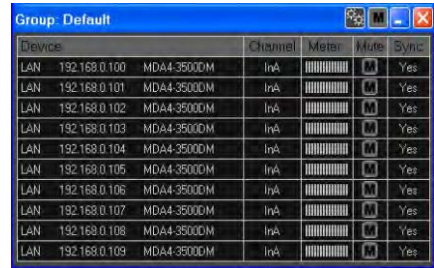 Group: Default M
Device Channel Meter Mute Sync
LAN 192.168.0.100 MDA4-3500DM InA M Yes
LAN 192.168.0.101 MDA4-3500DM InA M Yes
LAN 192.168.0.102 MDA4-3500DM InA M Yes
LAN 192.168.0.103 MDA4-3500DM InA M Yes
LAN 192.168.0.104 MDA4-3500DM InA M Yes
LAN 192.168.0.105 MDA4-3500DM InA M Yes
LAN 192.168.0.106 MDA4-3500DM InA M Yes
LAN 192.168.0.107 MDA4-3500DM InA M Yes
LAN 192.168.0.108 MDA4-3500DM InA M Yes
LAN 192.168.0.109 MDA4-3500DM InA M Yes